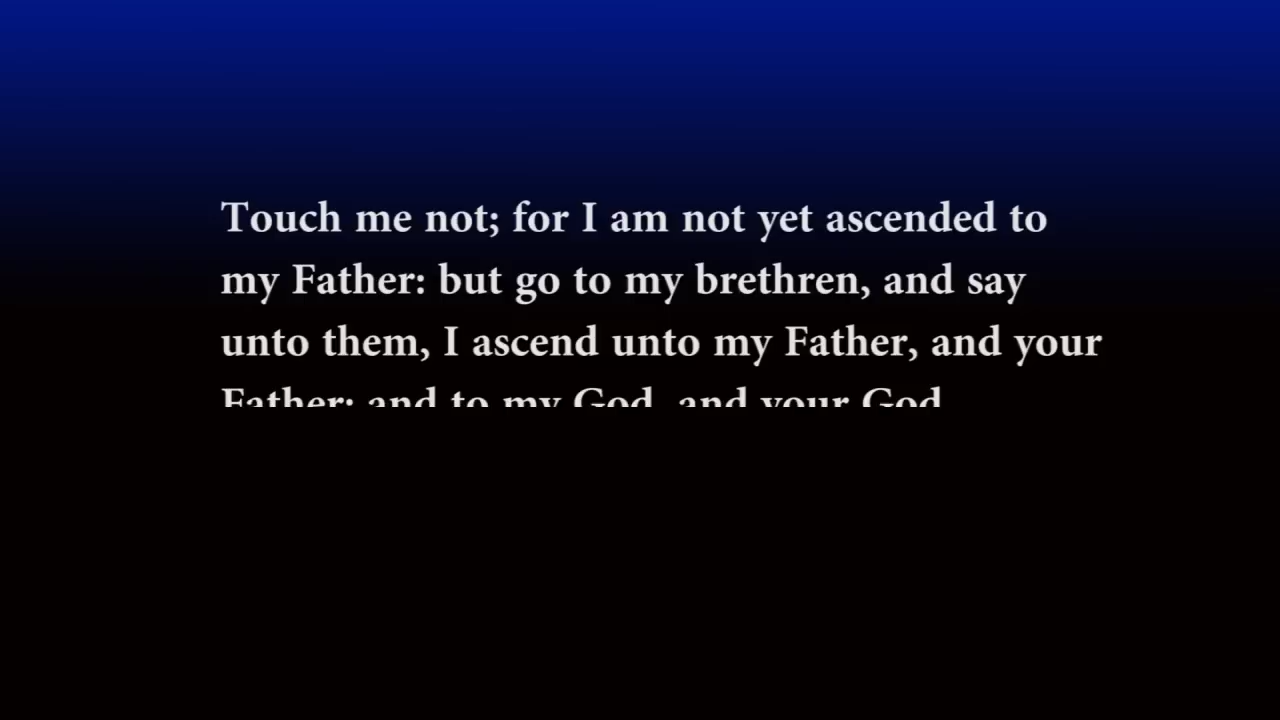 Touch me not; for I am not yet ascended to
my Father: but go to my brethren, and say
unto them, I ascend unto my Father, and your
Father; and to my God, and your God